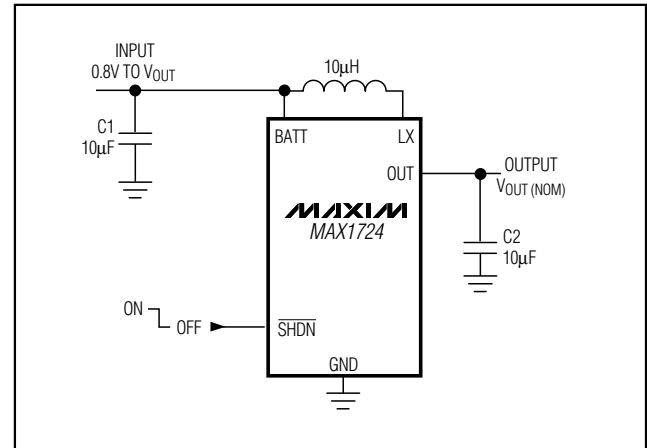 INPUT
0.8V TO VOUT
10µH
C1
10µF
BATT
LX
OUT
OUTPUT
VOUT (NOM)
MAXIM
MAX1724
C2
10µF
ON
OFF
SHDN
GND